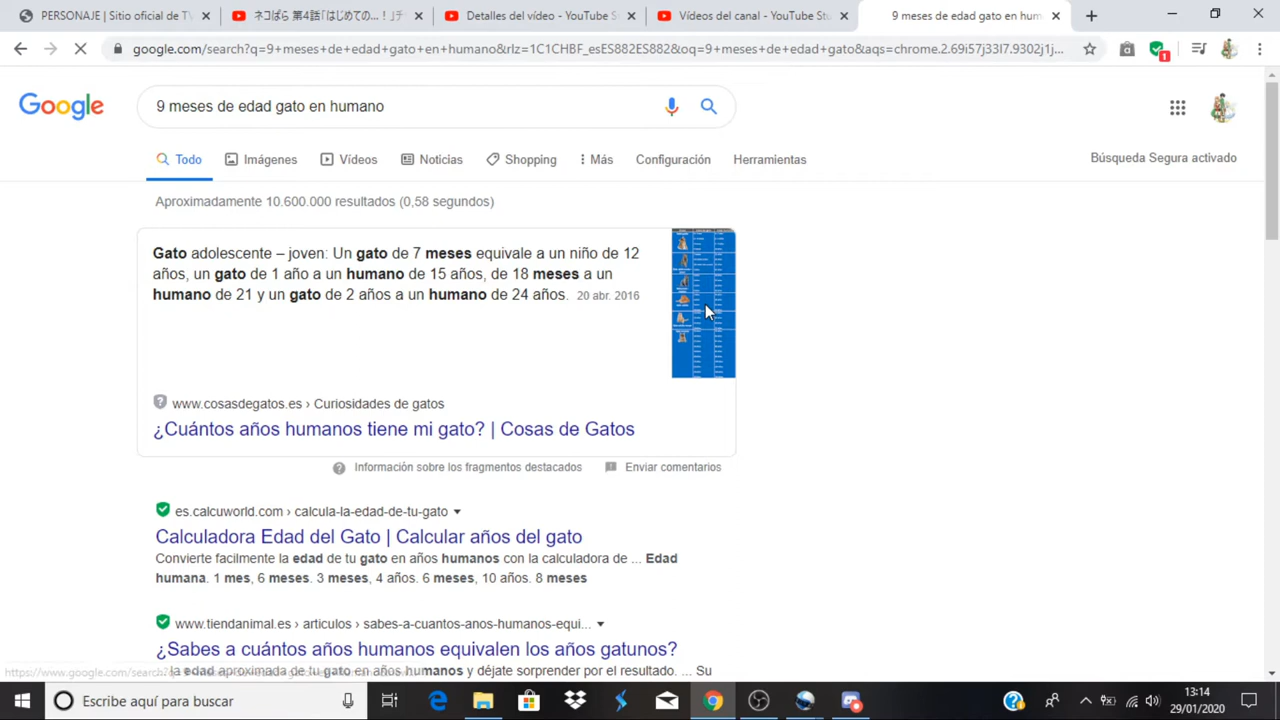 PERSONAJE | Sitio oficial de TV
ネコぱら 第4話「はじめての...！」テ
Detalles del vídeo - YouTube S
Vídeos del canal - YouTube Stu
9 meses de edad gato en hum
google.com/search?q=9+meses+de+edad+gato+en+humano&rlz=1C1CHBF_esES882ES882&oq=9+meses+de+edad+gato&aqs=chrome.2.69i57j33l7.9302j1j...
1
Google
9 meses de edad gato en humano
Todo
Imágenes
Vídeos
Noticias
Shopping
Más
Configuración
Herramientas
Búsqueda Segura activado
Aproximadamente 10.600.000 resultados (0,58 segundos)
Gato adolescente – joven: Un gato de 7 meses equivale a un niño de 12
años, un gato de 1 año a un humano de 15 años, de 18 meses a un
humano de 21 y un gato de 2 años a un humano de 24 años. 20 abr. 2016
www.cosasdegatos.es › Curiosidades de gatos
¿Cuántos años humanos tiene mi gato? | Cosas de Gatos
Información sobre los fragmentos destacados
Enviar comentarios
es.calcuworld.com › calcula-la-edad-de-tu-gato
Calculadora Edad del Gato | Calcular años del gato
Convierte facilmente la edad de tu gato en años humanos con la calculadora de ... Edad
humana. 1 mes, 6 meses. 3 meses, 4 años. 6 meses, 10 años. 8 meses
www.tiendanimal.es › articulos › sabes-a-cuantos-anos-humanos-equi...
¿Sabes a cuántos años humanos equivalen los años gatunos?
... la edad aproximada de tu gato en años humanos y déjate sorprender por el resultado. ... Su
Escribe aquí para buscar
13:14
29/01/2020